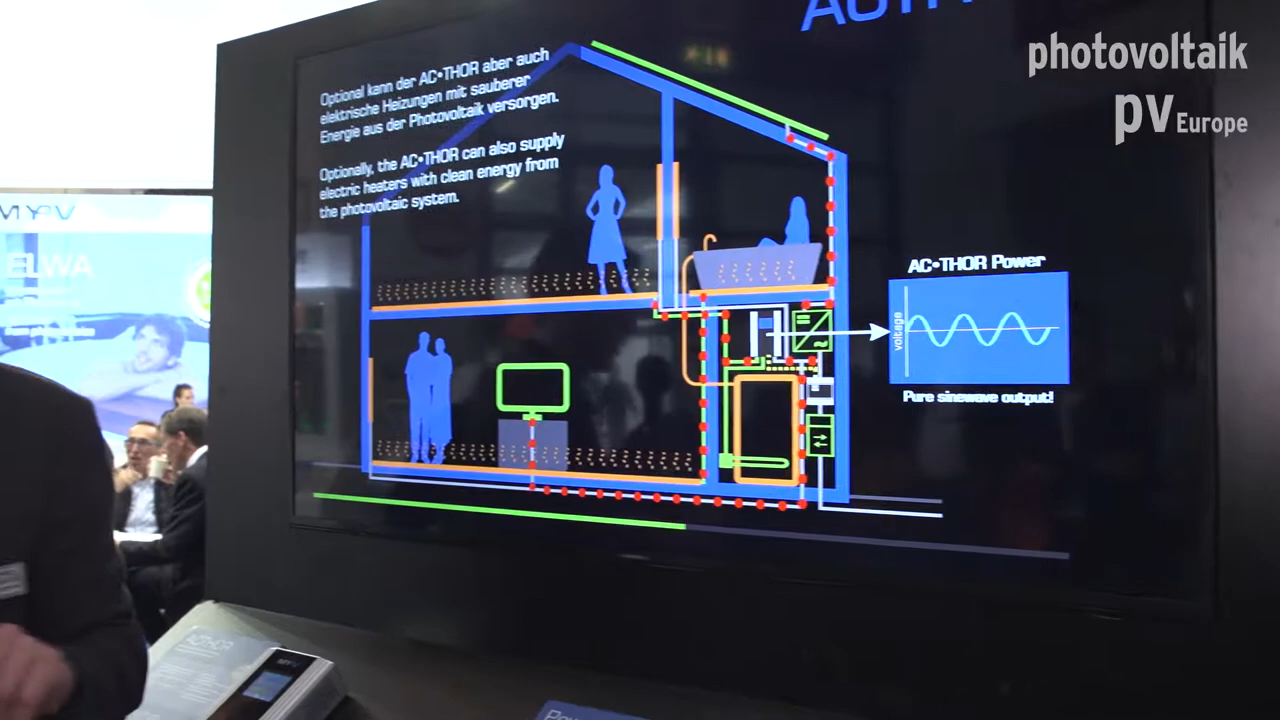 photovoltaik
pv Europe
Optional kann der AC•THOR aber auch
elektrische Heizungen mit sauberer
Energie aus der Photovoltaik versorgen.
Optionally, the AC•THOR can also supply
electric heaters with clean energy from
the photovoltaic system.
AC•THOR Power
voltage
Pure sinewave output!
MYPV
ELWA